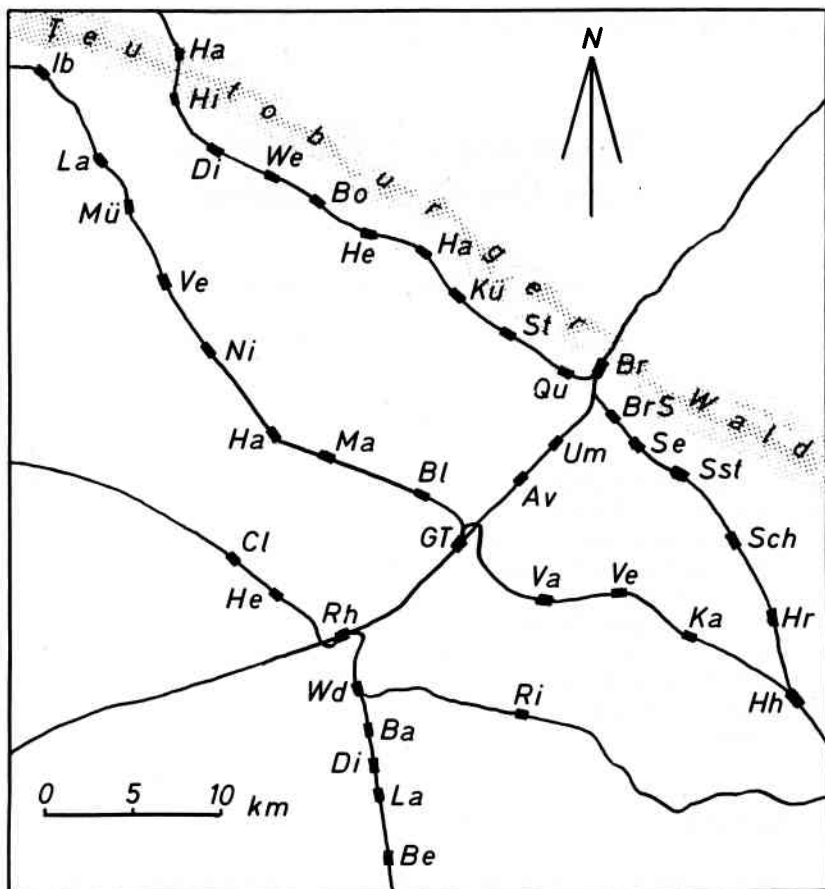 Teutoburger Wald
N
Ha
Ib
Hi
La
Di
We
Bo
Mü
He
Ha
Ve
Kü
St
Ni
Qu
Br
BrS
Ha
Ma
Um
Se
Sst
Bl
Av
GT
Sch
Cl
He
Va
Ve
Rh
Ka
Hr
Wd
Ri
Hh
Ba
Di
La
0 5 10 km
Be